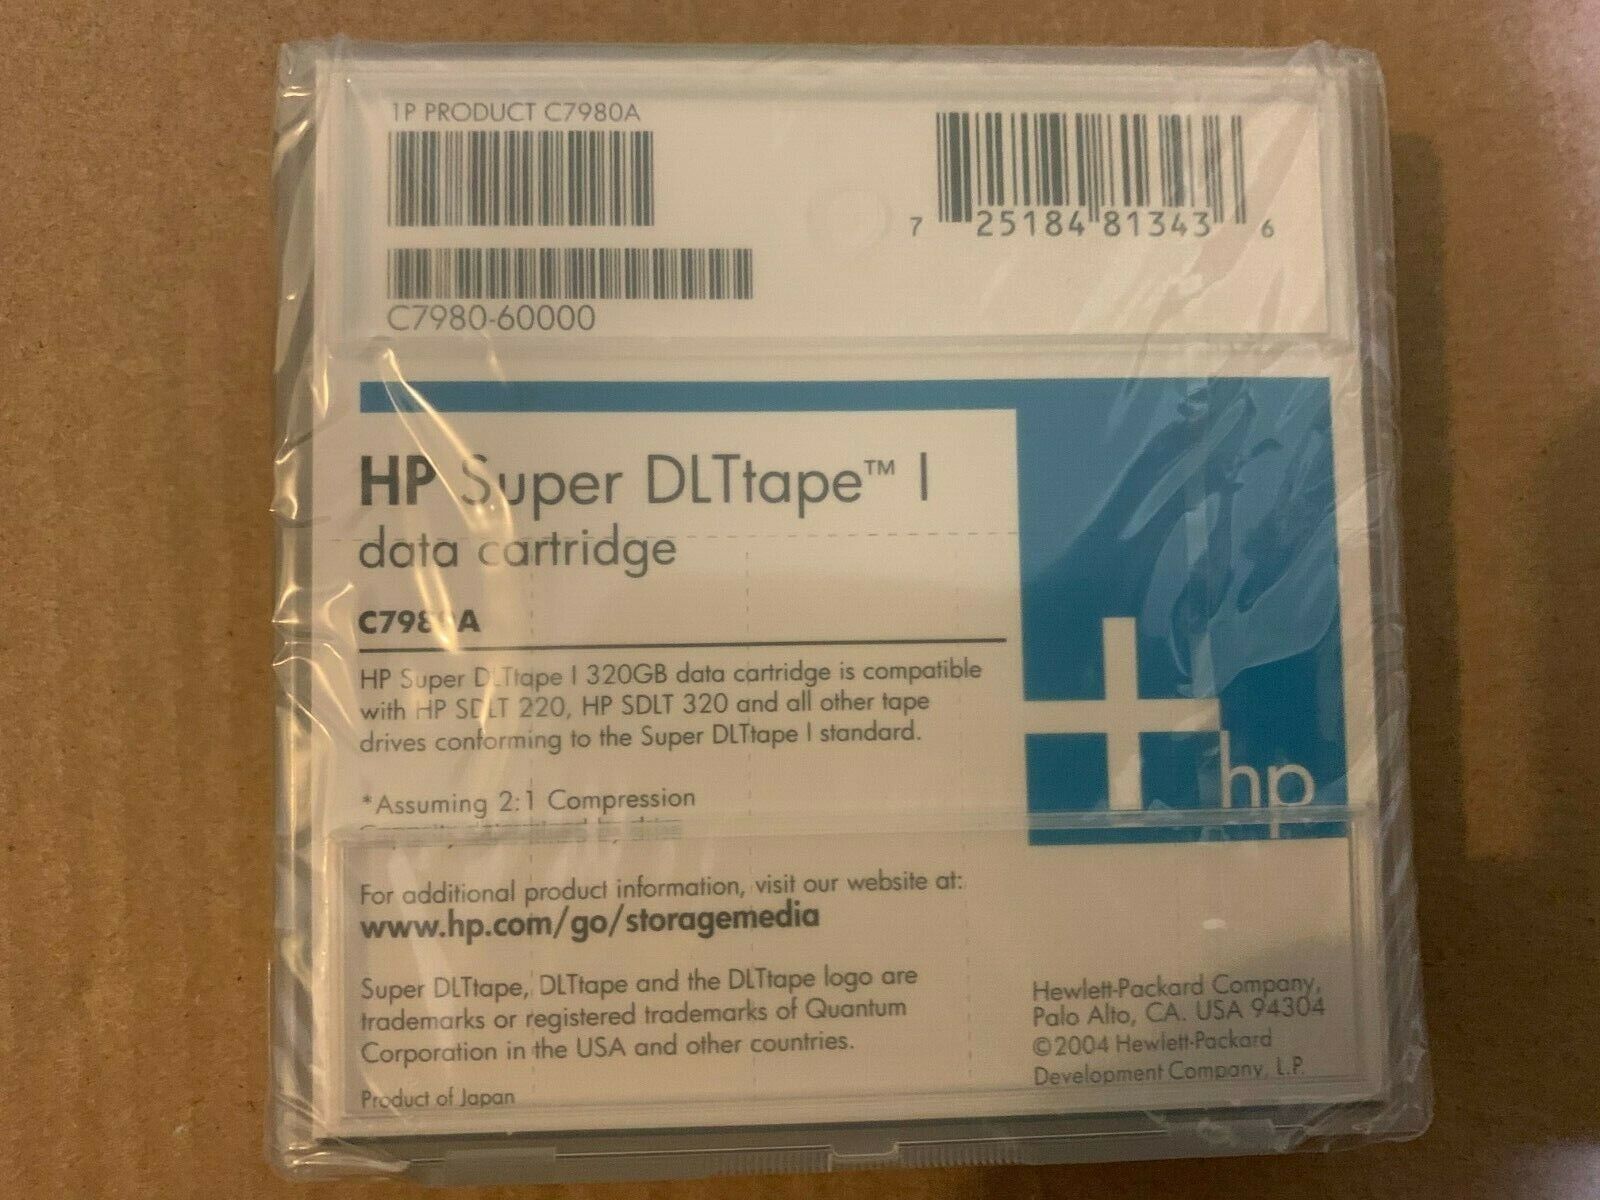 1P PRODUCT C7980A
7 25184 81343 6
C7980-60000
HP Super DLTtape™ I
data cartridge
C7980A
HP Super DLTtape I 320GB data cartridge is compatible
with HP SDLT 220, HP SDLT 320 and all other tape
drives conforming to the Super DLTtape I standard.
*Assuming 2:1 Compression
hp
For additional product information, visit our website at:
www.hp.com/go/storagemedia
Super DLTtape, DLTtape and the DLTtape logo are
trademarks or registered trademarks of Quantum
Corporation in the USA and other countries.
Product of Japan
Hewlett-Packard Company,
Palo Alto, CA. USA 94304
©2004 Hewlett-Packard
Development Company, L.P.